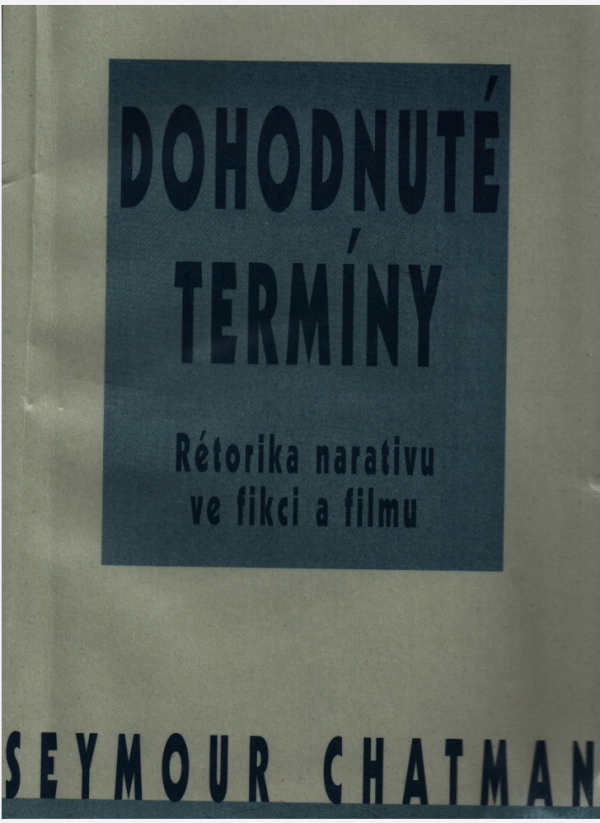 DOHODNUTÉ
TERMÍNY
Rétorika narativu
ve fikci a filmu
SEYMOUR CHATMAN